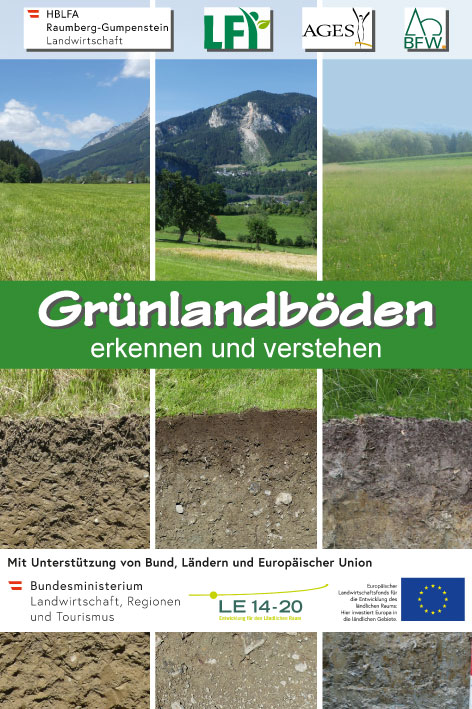 HBLFA
Raumberg-Gumpenstein
Landwirtschaft
LFI
AGES
BFW
Grünlandböden
erkennen und verstehen
Mit Unterstützung von Bund, Ländern und Europäischer Union
Bundesministerium
Landwirtschaft, Regionen
und Tourismus
LE 14-20
Entwicklung für den Ländlichen Raum
Europäischer
Landwirtschaftsfonds für
die Entwicklung des
ländlichen Raums:
Hier investiert Europa in
die ländlichen Gebiete.